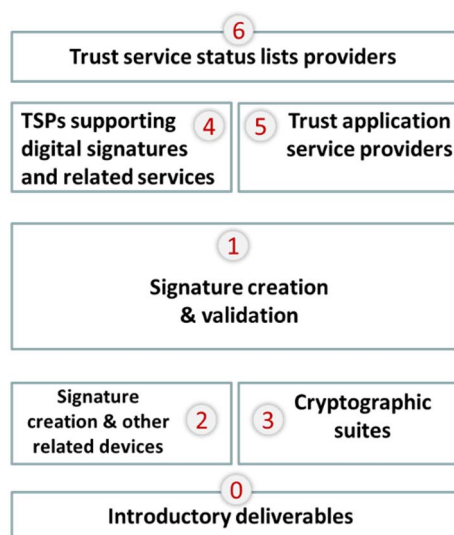 6
Trust service status lists providers
TSPs supporting
digital signatures
and related services
4
5
Trust application
service providers
1
Signature creation
& validation
Signature
creation & other
related devices
2
3
Cryptographic
suites
0
Introductory deliverables